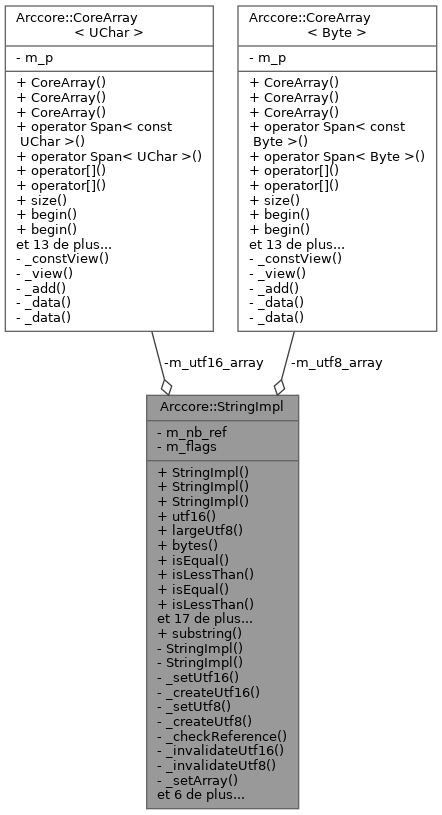 Arccore::CoreArray
< UChar >
- m_p
+ CoreArray()
+ CoreArray()
+ CoreArray()
+ operator Span< const
UChar >()
+ operator Span< UChar >()
+ operator[]()
+ operator[]()
+ size()
+ begin()
+ begin()
et 13 de plus...
- _constView()
- _view()
- _add()
- _data()
- _data()
Arccore::CoreArray
< Byte >
- m_p
+ CoreArray()
+ CoreArray()
+ CoreArray()
+ operator Span< const
Byte >()
+ operator Span< Byte >()
+ operator[]()
+ operator[]()
+ size()
+ begin()
+ begin()
et 13 de plus...
- _constView()
- _view()
- _add()
- _data()
- _data()
-m_utf16_array
-m_utf8_array
Arccore::StringImpl
- m_nb_ref
- m_flags
+ StringImpl()
+ StringImpl()
+ StringImpl()
+ utf16()
+ largeUtf8()
+ bytes()
+ isEqual()
+ isLessThan()
+ isEqual()
+ isLessThan()
et 17 de plus...
+ substring()
- StringImpl()
- StringImpl()
- _setUtf16()
- _createUtf16()
- _setUtf8()
- _createUtf8()
- _checkReference()
- _invalidateUtf16()
- _invalidateUtf8()
- _setArray()
et 6 de plus...